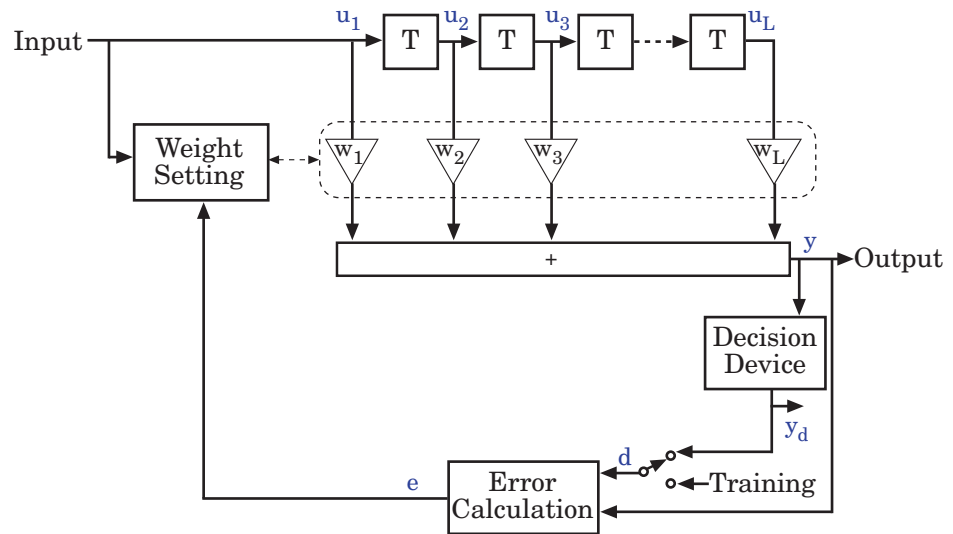 u1 u2 u3 uL
Input T T T T
Weight
Setting
w1 w2 w3 wL
+
y
Output
Decision
Device
yd
d
Training
e
Error
Calculation